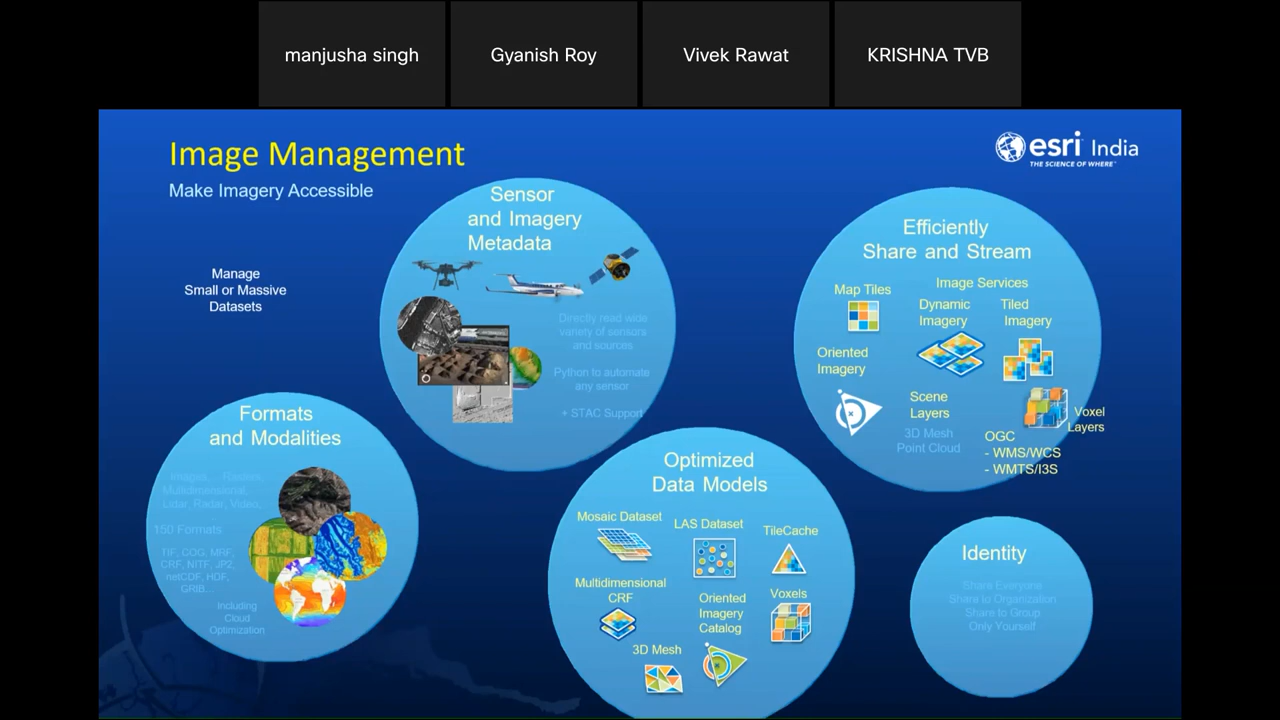 manjusha singh
Gyanish Roy
Vivek Rawat
KRISHNA TVB
Image Management
Make Imagery Accessible
esri India
THE SCIENCE OF WHERE™
Manage
Small or Massive
Datasets
Sensor
and Imagery
Metadata
Directly read wide
variety of sensors
and sources
Python to automate
any sensor
+ STAC Support
Formats
and Modalities
Images, Rasters,
Multidimensional,
Lidar, Radar, Video,
150 Formats
TIF, COG, MRF,
CRF, NITF, JP2,
netCDF, HDF,
GRIB...
Including
Cloud
Optimization
Optimized
Data Models
Mosaic Dataset
LAS Dataset
TileCache
Multidimensional
CRF
Oriented
Imagery
Catalog
Voxels
3D Mesh
Efficiently
Share and Stream
Map Tiles
Image Services
Dynamic
Imagery
Tiled
Imagery
Oriented
Imagery
Scene
Layers
3D Mesh
Point Cloud
Voxel
Layers
OGC
- WMS/WCS
- WMTS/I3S
Identity
Share Everyone
Share to Organization
Share to Group
Only Yourself